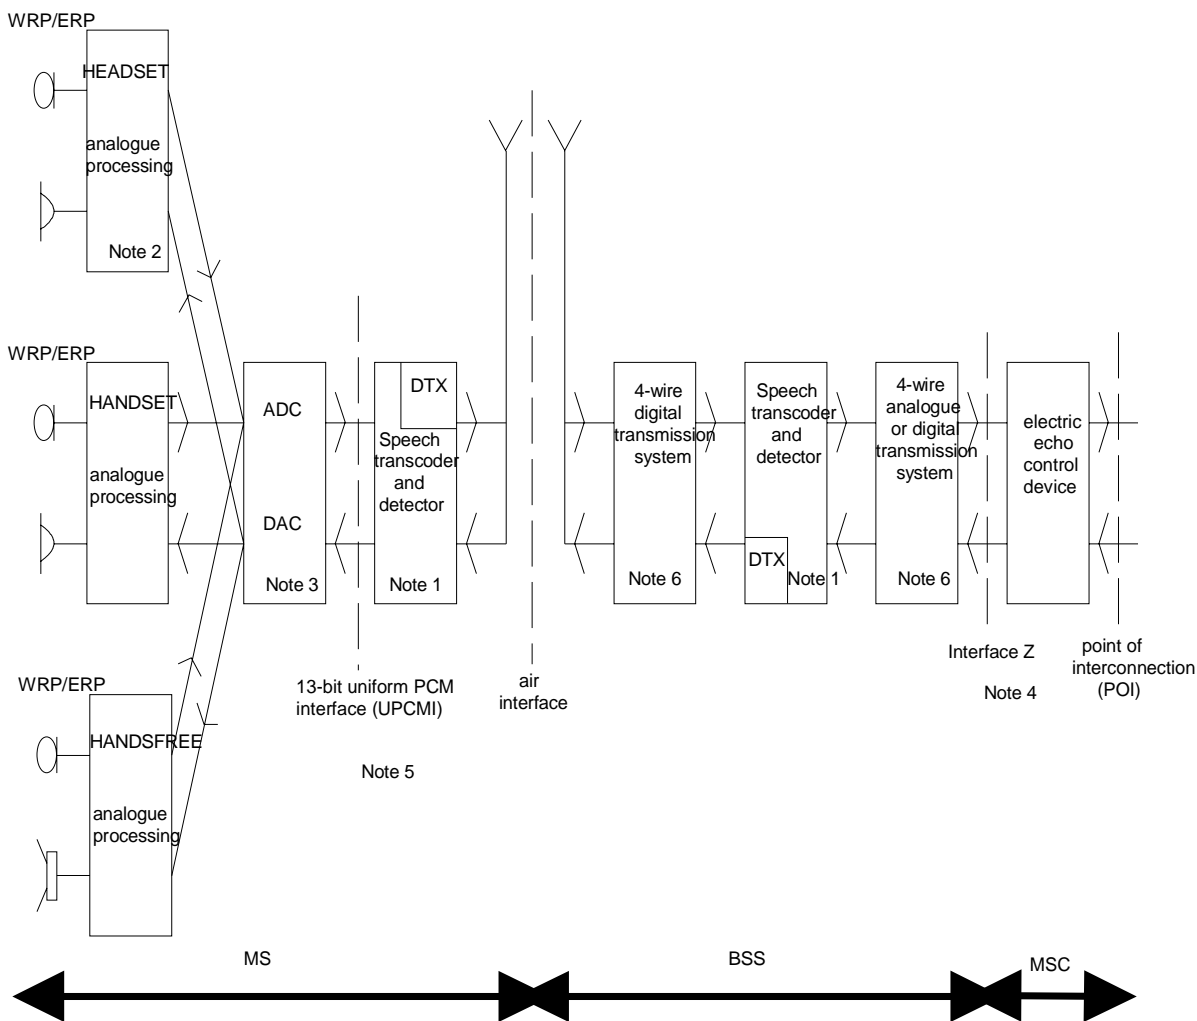 WRP/ERP
HEADSET
analogue
processing
Note 2
WRP/ERP
HANDSET
analogue
processing
ADC
DAC
Note 3
DTX
Speech
transcoder
and
detector
Note 1
4-wire
digital
transmission
system
Note 6
Speech
transcoder
and
detector
DTX
Note 1
4-wire
analogue
or digital
transmission
system
Note 6
electric
echo
control
device
WRP/ERP
HANDSFREE
analogue
processing
13-bit uniform PCM
interface (UPCMI)
Note 5
air
interface
Interface Z
Note 4
point of
interconnection
(POI)
MS
BSS
MSC